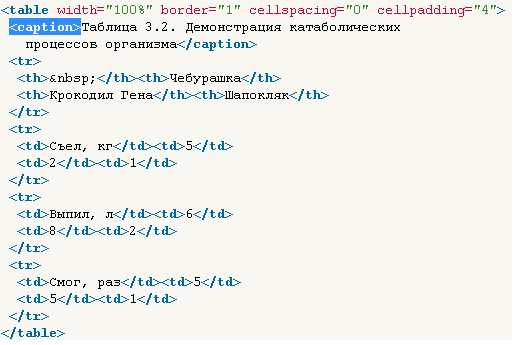 <table width="100%" border="1" cellspacing="0" cellpadding="4">
<caption>Таблица 3.2. Демонстрация катаболических
процессов организма</caption>
<tr>
<th>&nbsp;</th><th>Чебурашка</th>
<th>Крокодил Гена</th><th>Шапокляк</th>
</tr>
<tr>
<td>Съел, кг</td><td>5</td>
<td>2</td><td>1</td>
</tr>
<tr>
<td>Выпил, л</td><td>6</td>
<td>8</td><td>2</td>
</tr>
<tr>
<td>Смог, раз</td><td>5</td>
<td>5</td><td>1</td>
</tr>
</table>